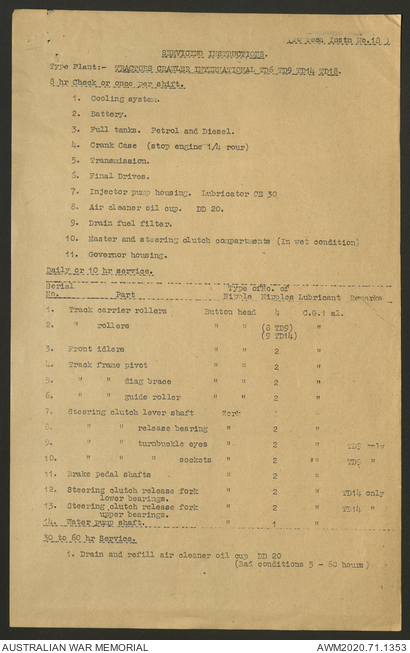 Tech Instn No.18 )
SERVICING INSTRUCTIONS.
Type Plant:- TRACTORS CRAWLER INTERNATIONAL TD6 TD9 TD14 TD18.
8 hr Check or once per shift.
1. Cooling system.
2. Battery.
3. Full tanks. Petrol and Diesel.
4. Crank Case (stop engine 1/4 rour)
5. Transmission.
6. Final Drives.
7. Injector pump housing. Lubricator OE 30
8. Air cleaner oil cup. DD 20.
9. Drain fuel filter.
10. Master and steering clutch compartments (In wet condition)
11. Governor housing.
Daily or 10 hr service.
Serial Type of No. of
No. Part Nipple Nipples Lubricant Remarks
1. Track carrier rollers Button head 4 C.G.1 al.
2. " rollers " " (8 TD9) "
(9 TD14)
3. Front idlers " " 2 "
4. Track frame pivot " " 2 "
5. " " diag brace " " 2 "
6. " " guide roller " " 2 "
7. Steering clutch lever shaft "
8. " " release bearing " 2 "
9. " " turnbuckle eyes " 2 " TD9 only
10. " " " sockets " 2 " TD9 "
11. Brake pedal shafts " 2 "
12. Steering clutch release fork " 2 " TD14 only
lower bearings.
13. Steering clutch release fork " 2 " TD14 "
upper bearings.
14. Water pump shaft. " 1 "
30 to 60 hr Service.
1. Drain and refill air cleaner oil cup DD 20
(Bad conditions 5 - 60 hours)
AUSTRALIAN WAR MEMORIAL AWM2020.71.1353